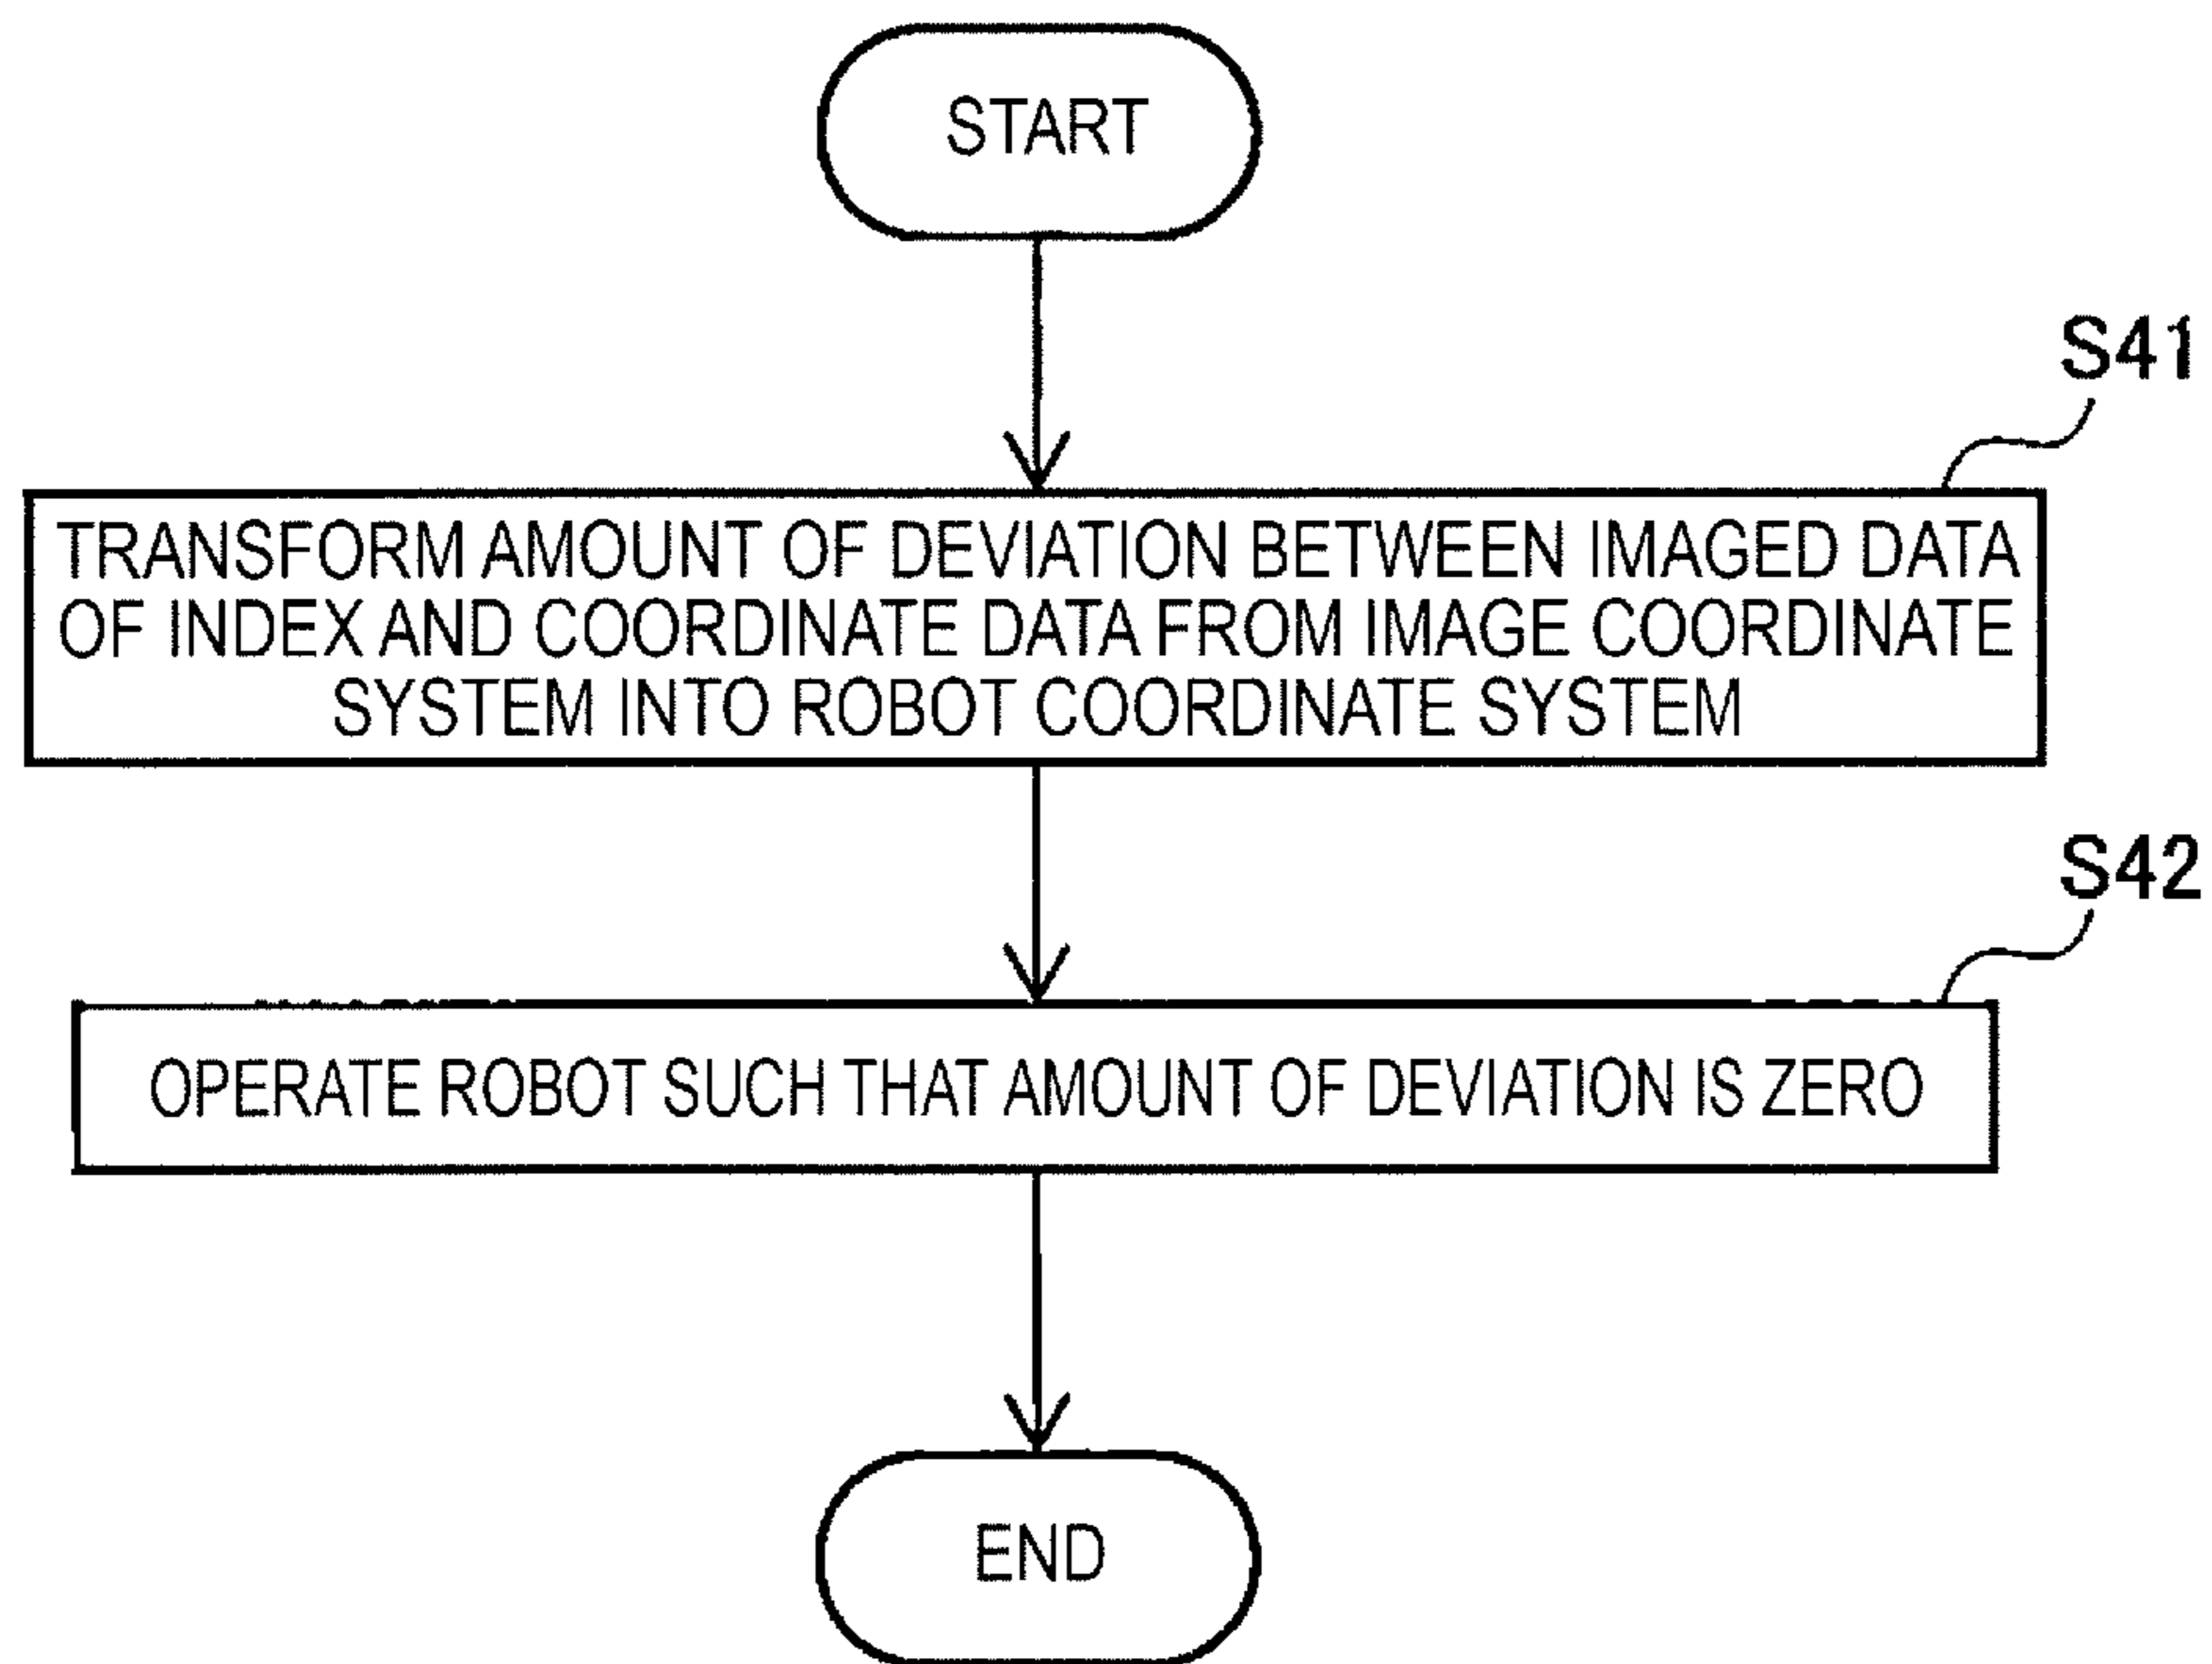 START
S41
TRANSFORM AMOUNT OF DEVIATION BETWEEN IMAGED DATA
OF INDEX AND COORDINATE DATA FROM IMAGE COORDINATE
SYSTEM INTO ROBOT COORDINATE SYSTEM
S42
OPERATE ROBOT SUCH THAT AMOUNT OF DEVIATION IS ZERO
END